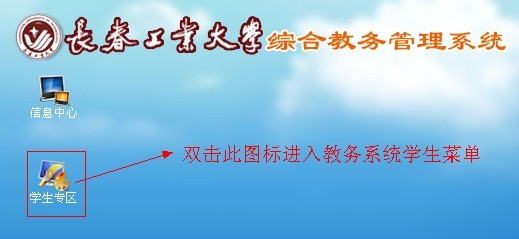 长春工业大学综合教务管理系统
信息中心
双击此图标进入教务系统学生菜单
学生专区